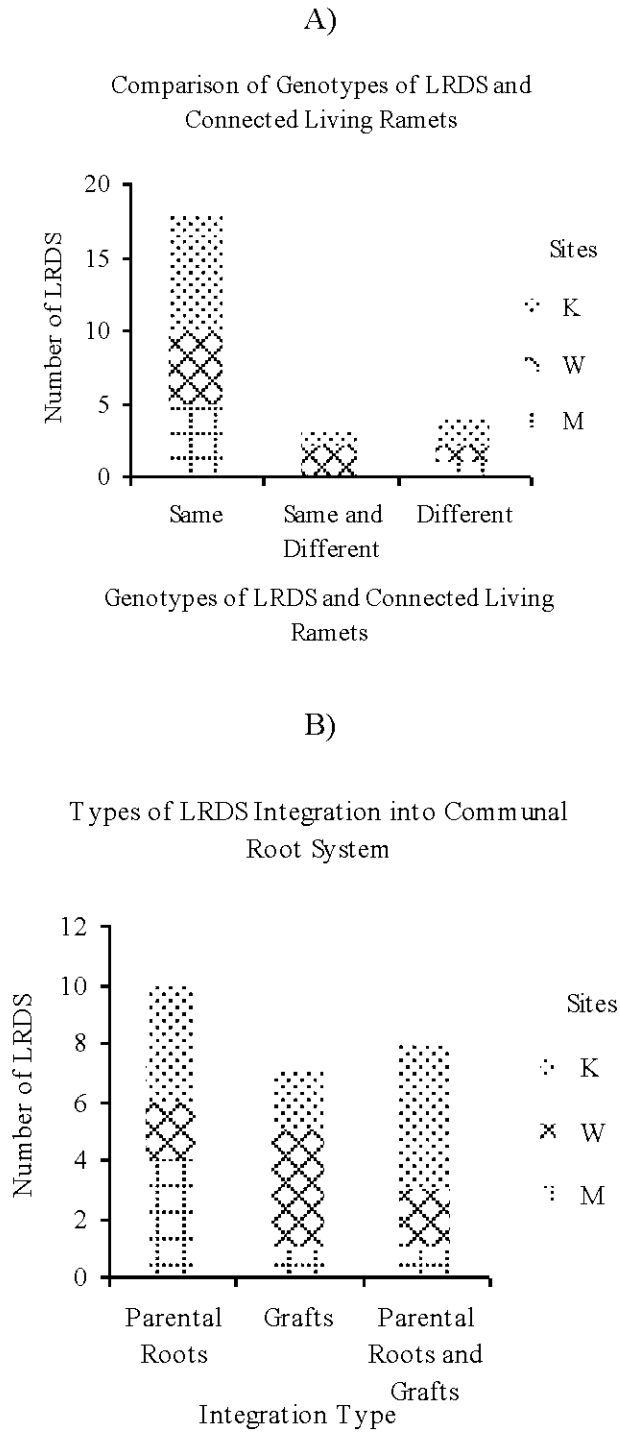 A)
Comparison of Genotypes of LRDS and
Connected Living Ramets
20
15
10
5
0
Number of LRDS
Same
Same and
Different
Different
Sites
K
W
M
Genotypes of LRDS and Connected Living
Ramets
B)
Types of LRDS Integration into Communal
Root System
12
10
8
6
4
2
0
Number of LRDS
Parental
Roots
Grafts
Parental
Roots and
Grafts
Sites
K
W
M
Integration Type